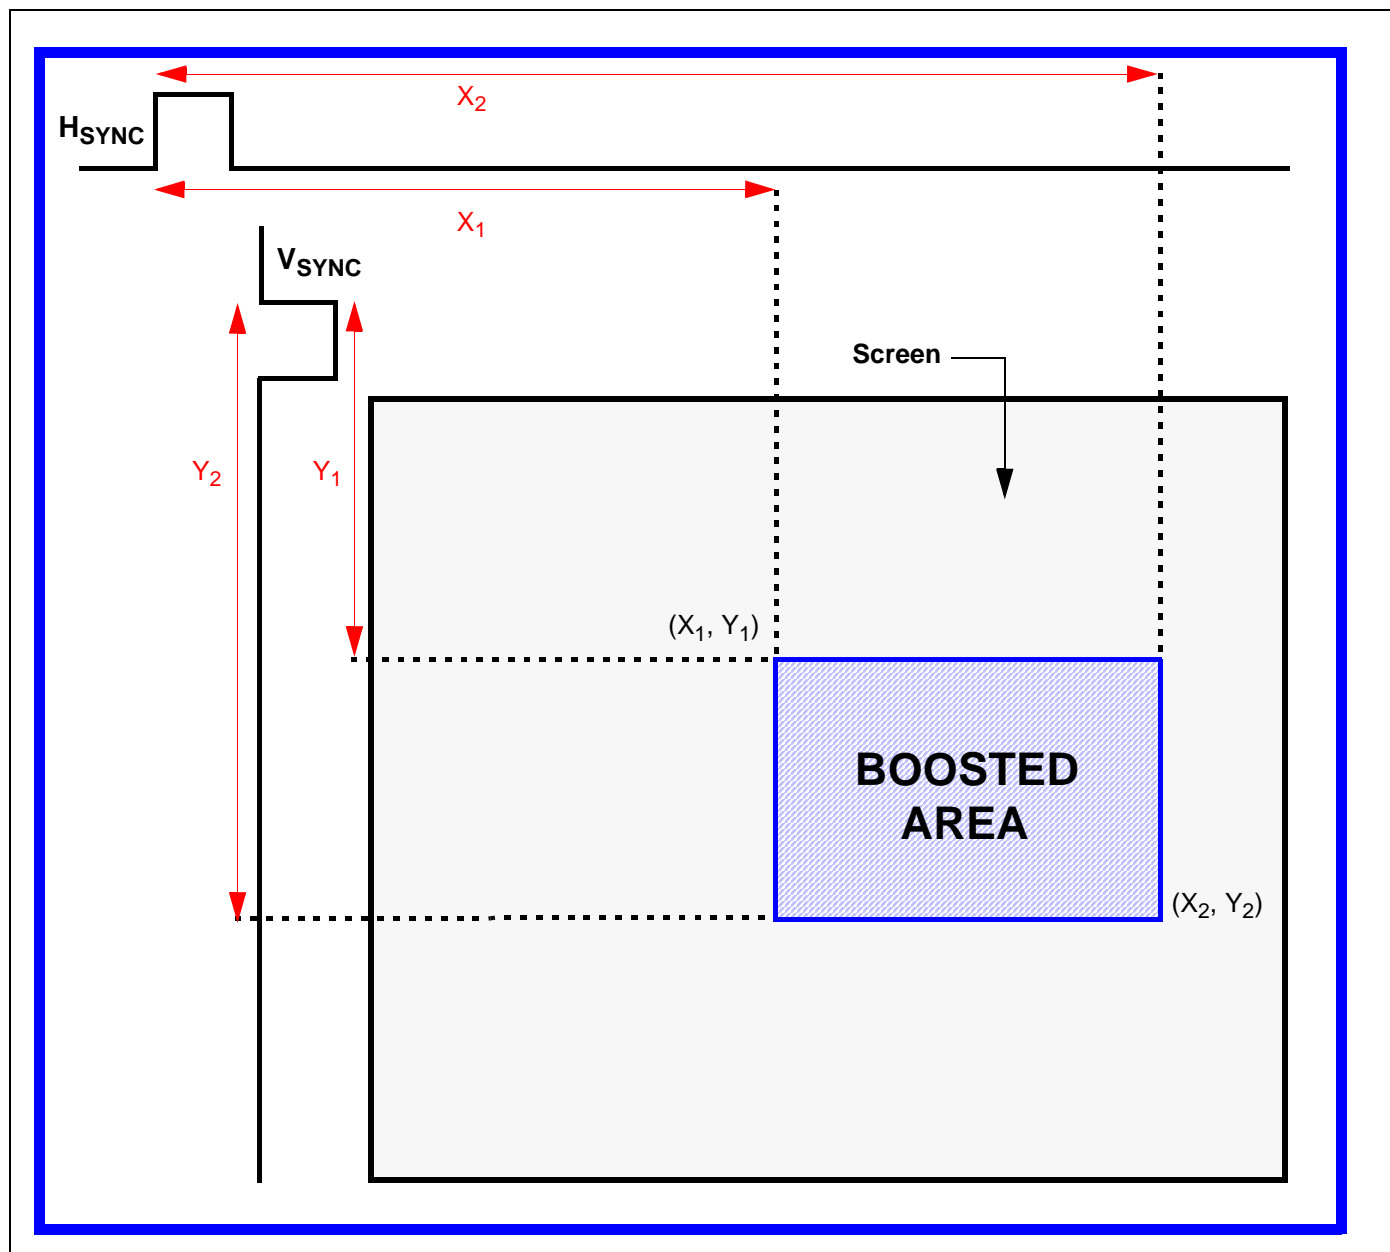 X2
HSYNC
X1
VSYNC
Screen
Y2
Y1
(X1, Y1)
BOOSTED
AREA
(X2, Y2)